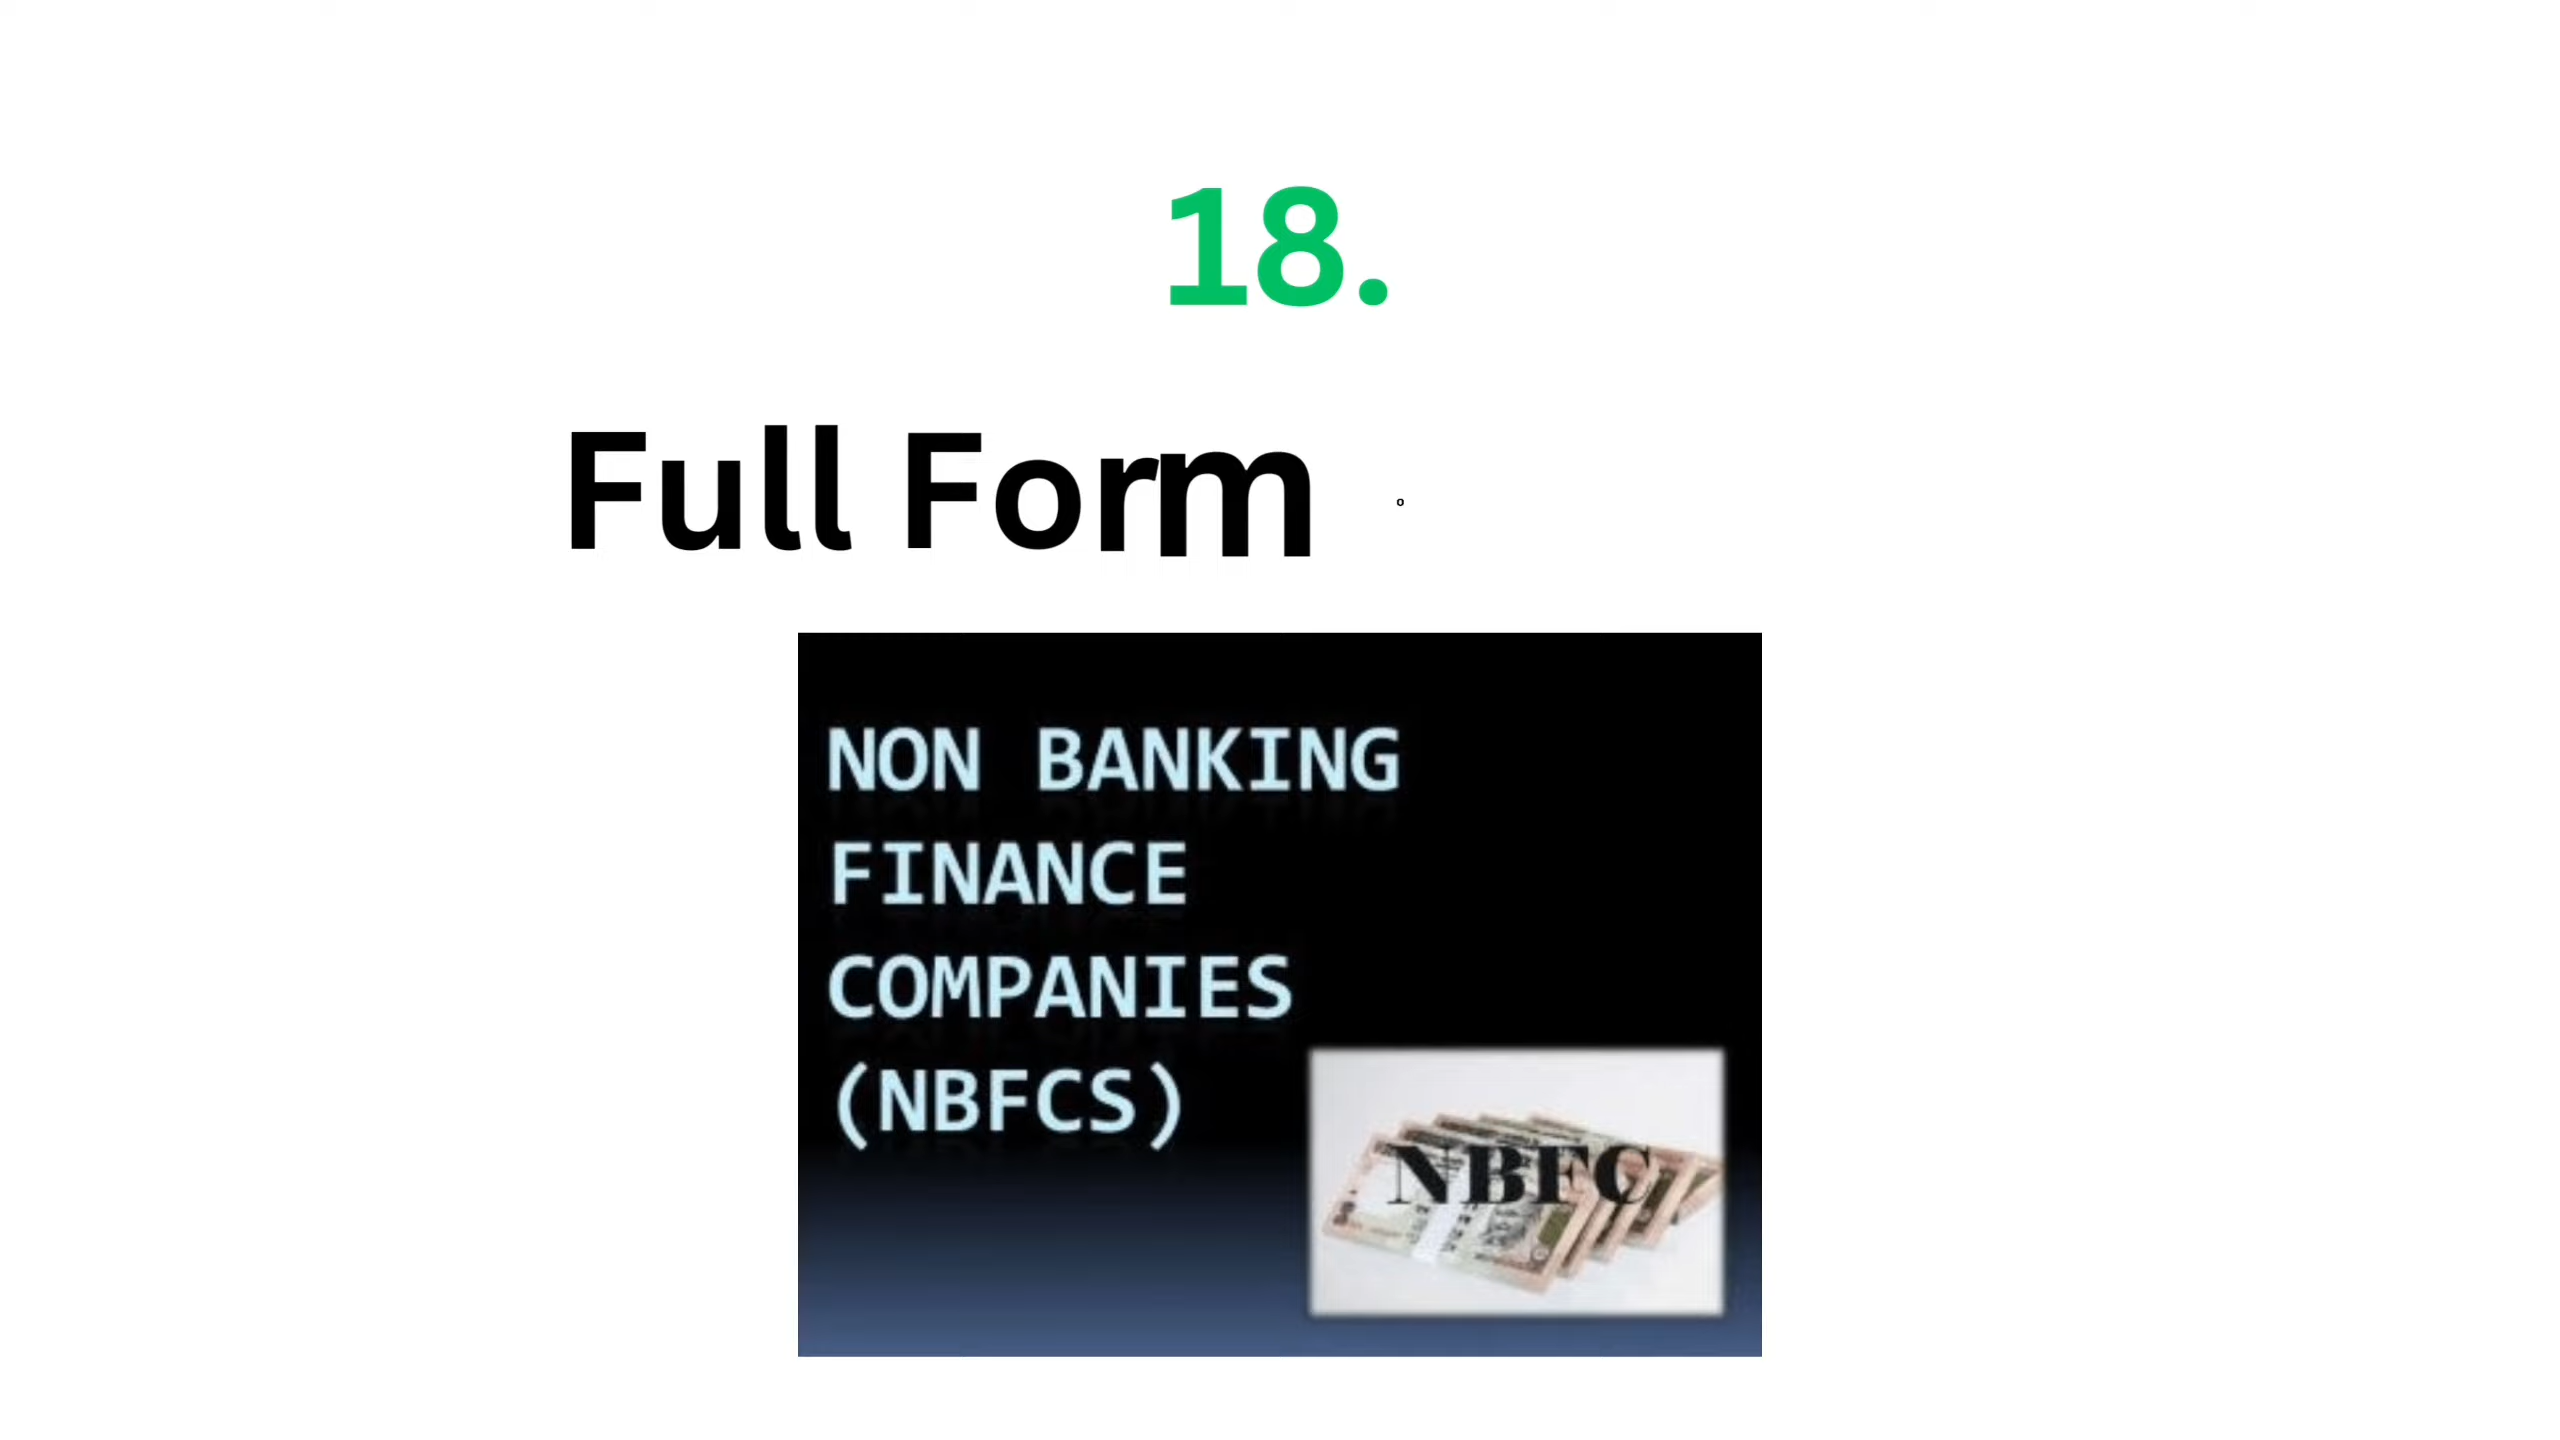 18.
Full Form o
NON BANKING
FINANCE
COMPANIES
(NBFCS)
NBFC